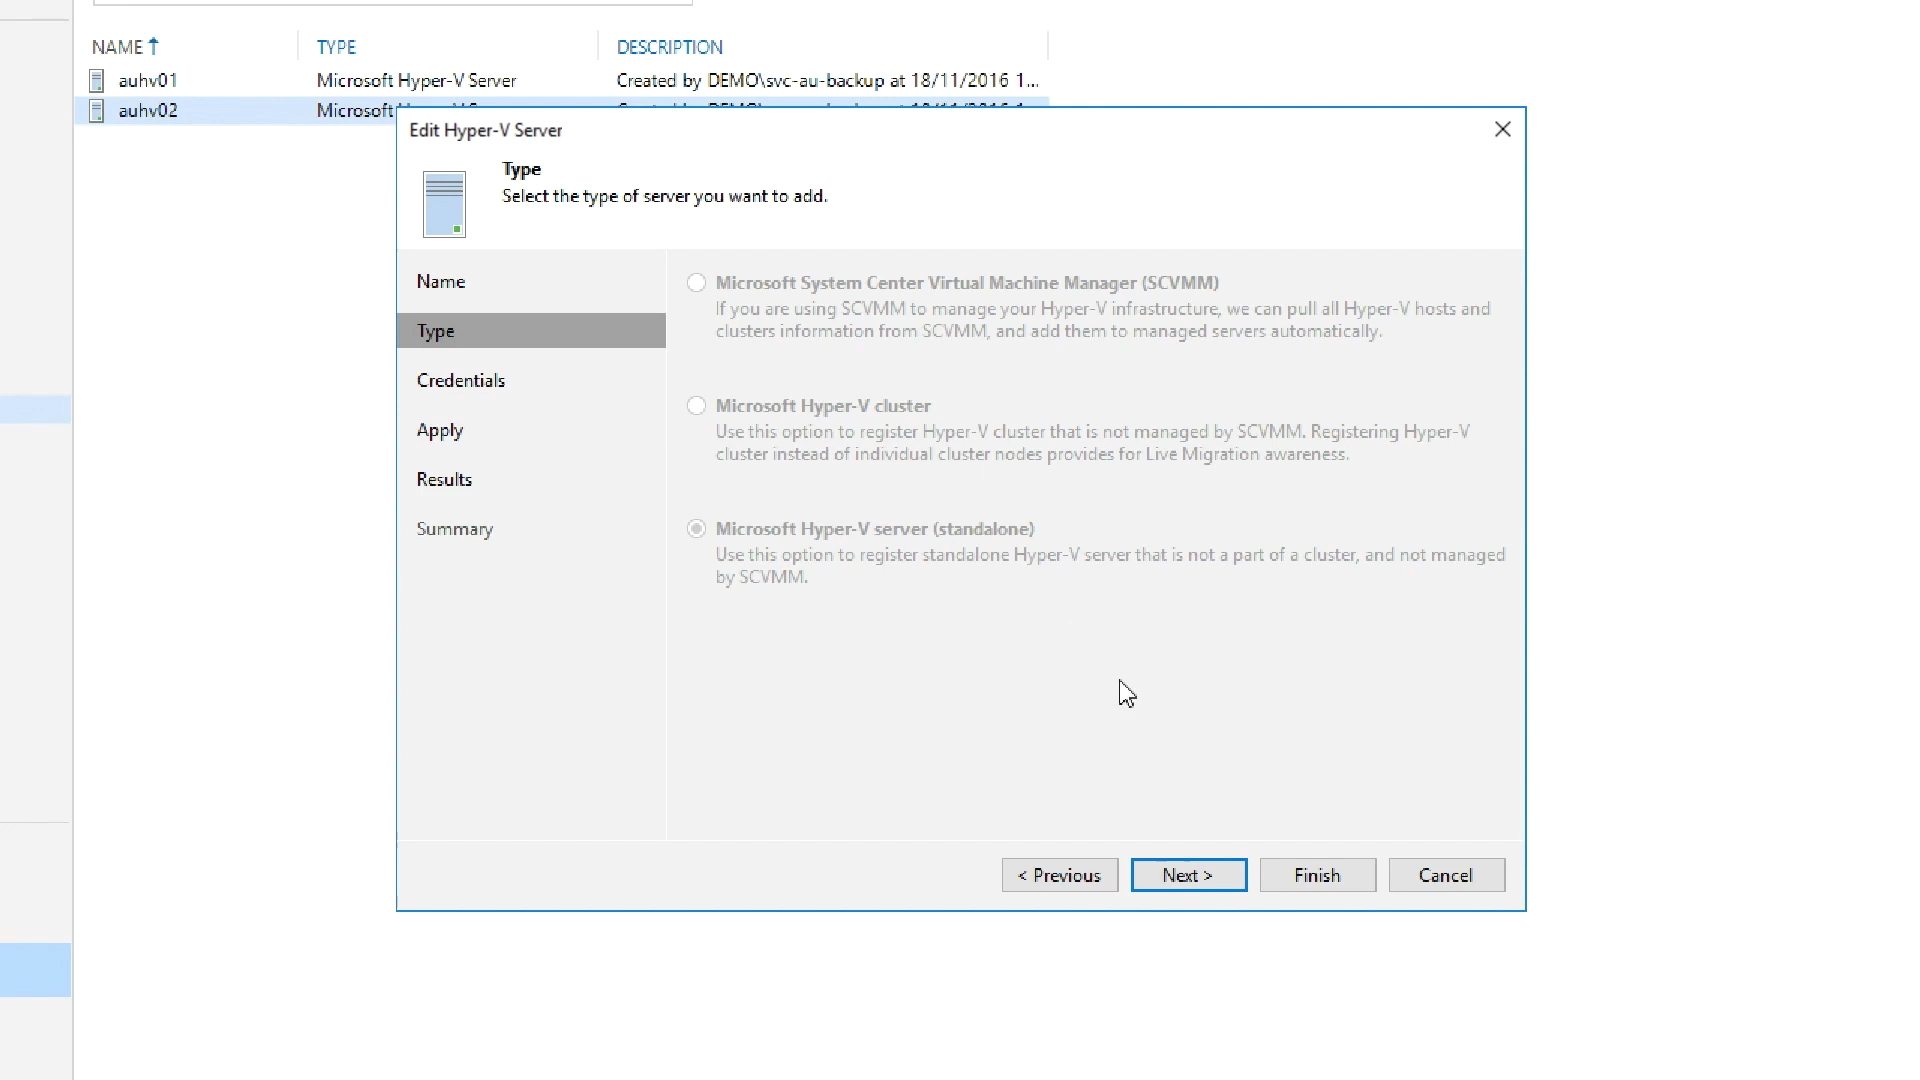 NAME TYPE DESCRIPTION
auhv01 Microsoft Hyper-V Server Created by DEMO\svc-au-backup at 18/11/2016 1...
auhv02 Microsoft
Edit Hyper-V Server
Type
Select the type of server you want to add.
Name
Type
Credentials
Apply
Results
Summary
Microsoft System Center Virtual Machine Manager (SCVMM)
If you are using SCVMM to manage your Hyper-V infrastructure, we can pull all Hyper-V hosts and
clusters information from SCVMM, and add them to managed servers automatically.
Microsoft Hyper-V cluster
Use this option to register Hyper-V cluster that is not managed by SCVMM. Registering Hyper-V
cluster instead of individual cluster nodes provides for Live Migration awareness.
Microsoft Hyper-V server (standalone)
Use this option to register standalone Hyper-V server that is not a part of a cluster, and not managed
by SCVMM.
< Previous Next > Finish Cancel